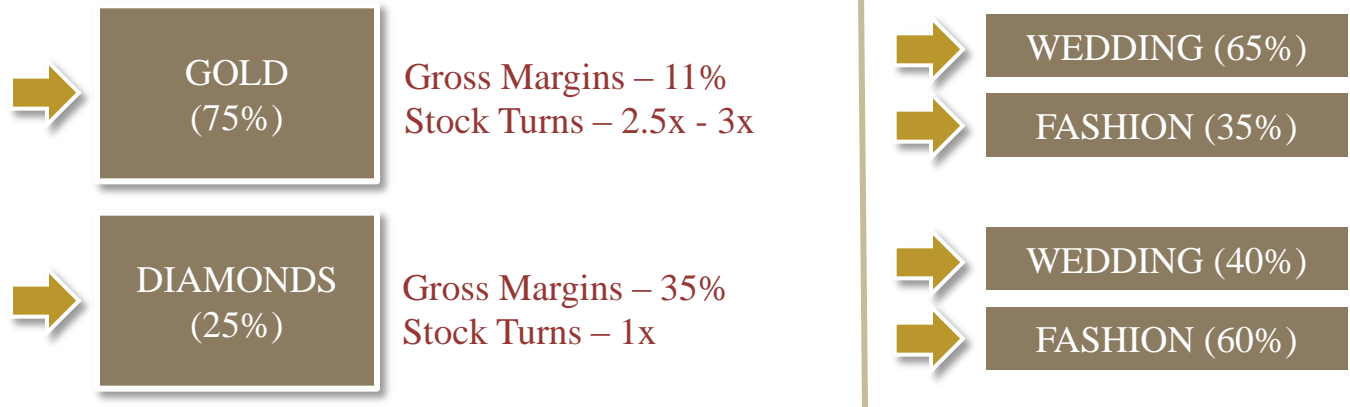 GOLD
(75%)
Gross Margins – 11%
Stock Turns – 2.5x - 3x
WEDDING (65%)
FASHION (35%)
DIAMONDS
(25%)
Gross Margins – 35%
Stock Turns – 1x
WEDDING (40%)
FASHION (60%)